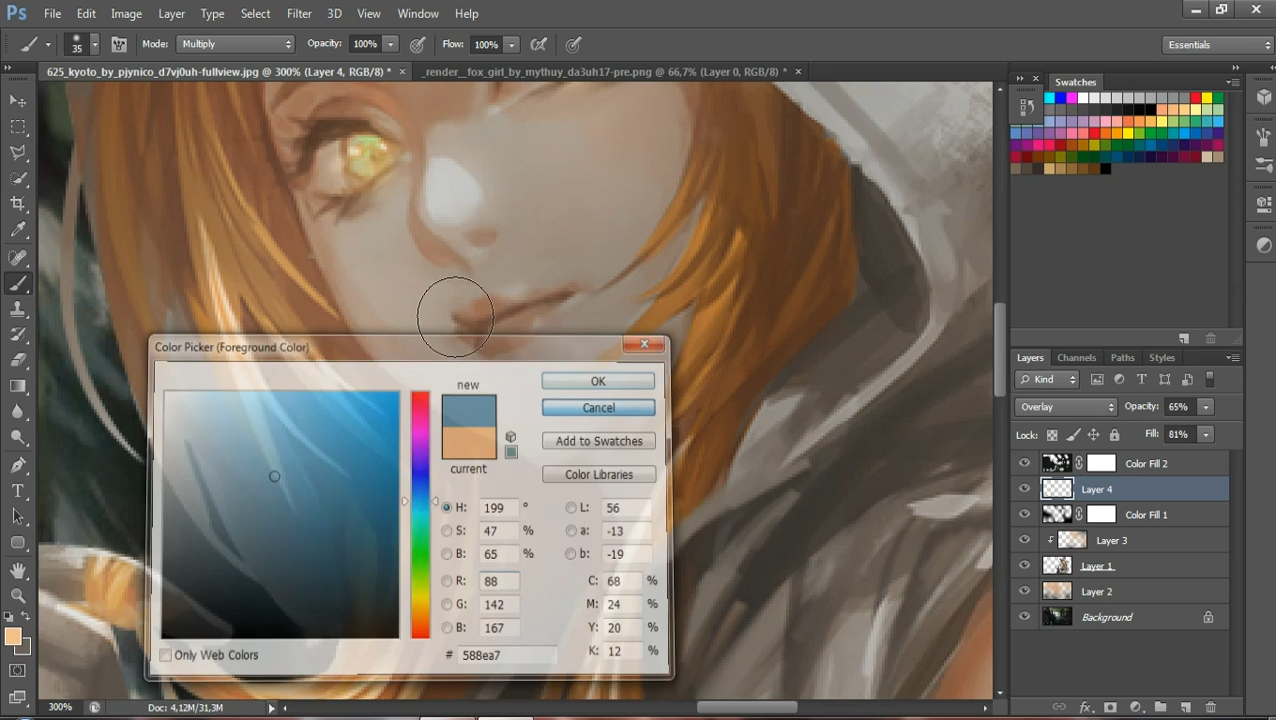 Ps File Edit Image Layer Type Select Filter 3D View Window Help
35 Mode: Multiply Opacity: 100% Flow: 100% Essentials
625_kyoto_by_pjynico_d7vj0uh-fullview.jpg @ 300% (Layer 4, RGB/8) * × _render__fox_girl_by_mythuy_da3uh17-pre.png @ 66,7% (Layer 0, RGB/8) * ×
Swatches
Color Picker (Foreground Color)
new
current
OK
Cancel
Add to Swatches
Color Libraries
H: 199 ° L: 56
S: 47 % a: -13
B: 65 % b: -19
R: 88 C: 68 %
G: 142 M: 24 %
B: 167 Y: 20 %
# 588ea7 K: 12 %
Only Web Colors
Layers Channels Paths Styles
Kind
Overlay Opacity: 65%
Lock: Fill: 81%
Color Fill 2
Layer 4
Color Fill 1
Layer 3
Layer 1
Layer 2
Background
300% Doc: 4,12M/31,3M